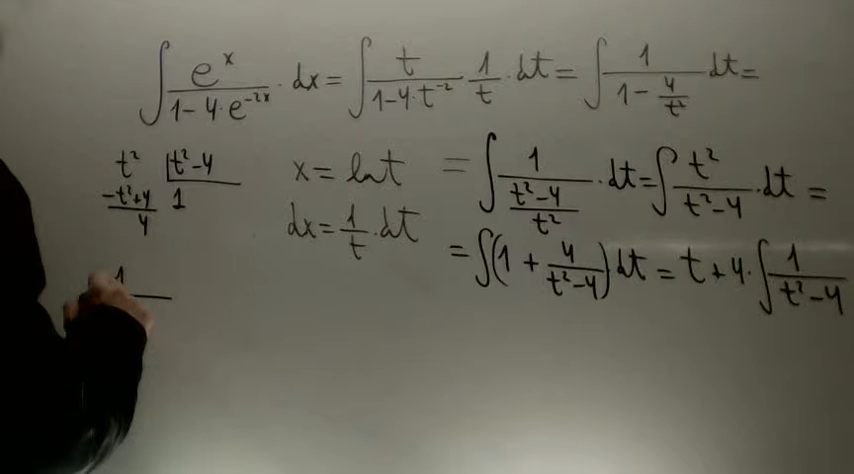 ∫ e^x / (1-4·e^(-2x)) · dx = ∫ t / (1-4·t^(-2)) · 1/t · dt = ∫ 1 / (1 - 4/t²) dt =
t² |t²-4
-t²+4 1
4
x = ln t
dx = 1/t · dt
= ∫ 1 / ((t²-4)/t²) · dt = ∫ t² / (t²-4) · dt =
= ∫ (1 + 4/(t²-4)) dt = t + 4 · ∫ 1 / (t²-4)
1